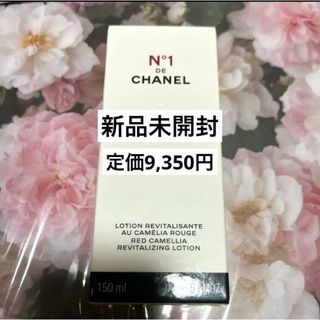 N°1
DE
CHANEL
新品未開封
定価9,350円
LOTION REVITALISANTE
AU CAMÉLIA ROUGE
RED CAMELLIA
REVITALIZING LOTION
150 ml